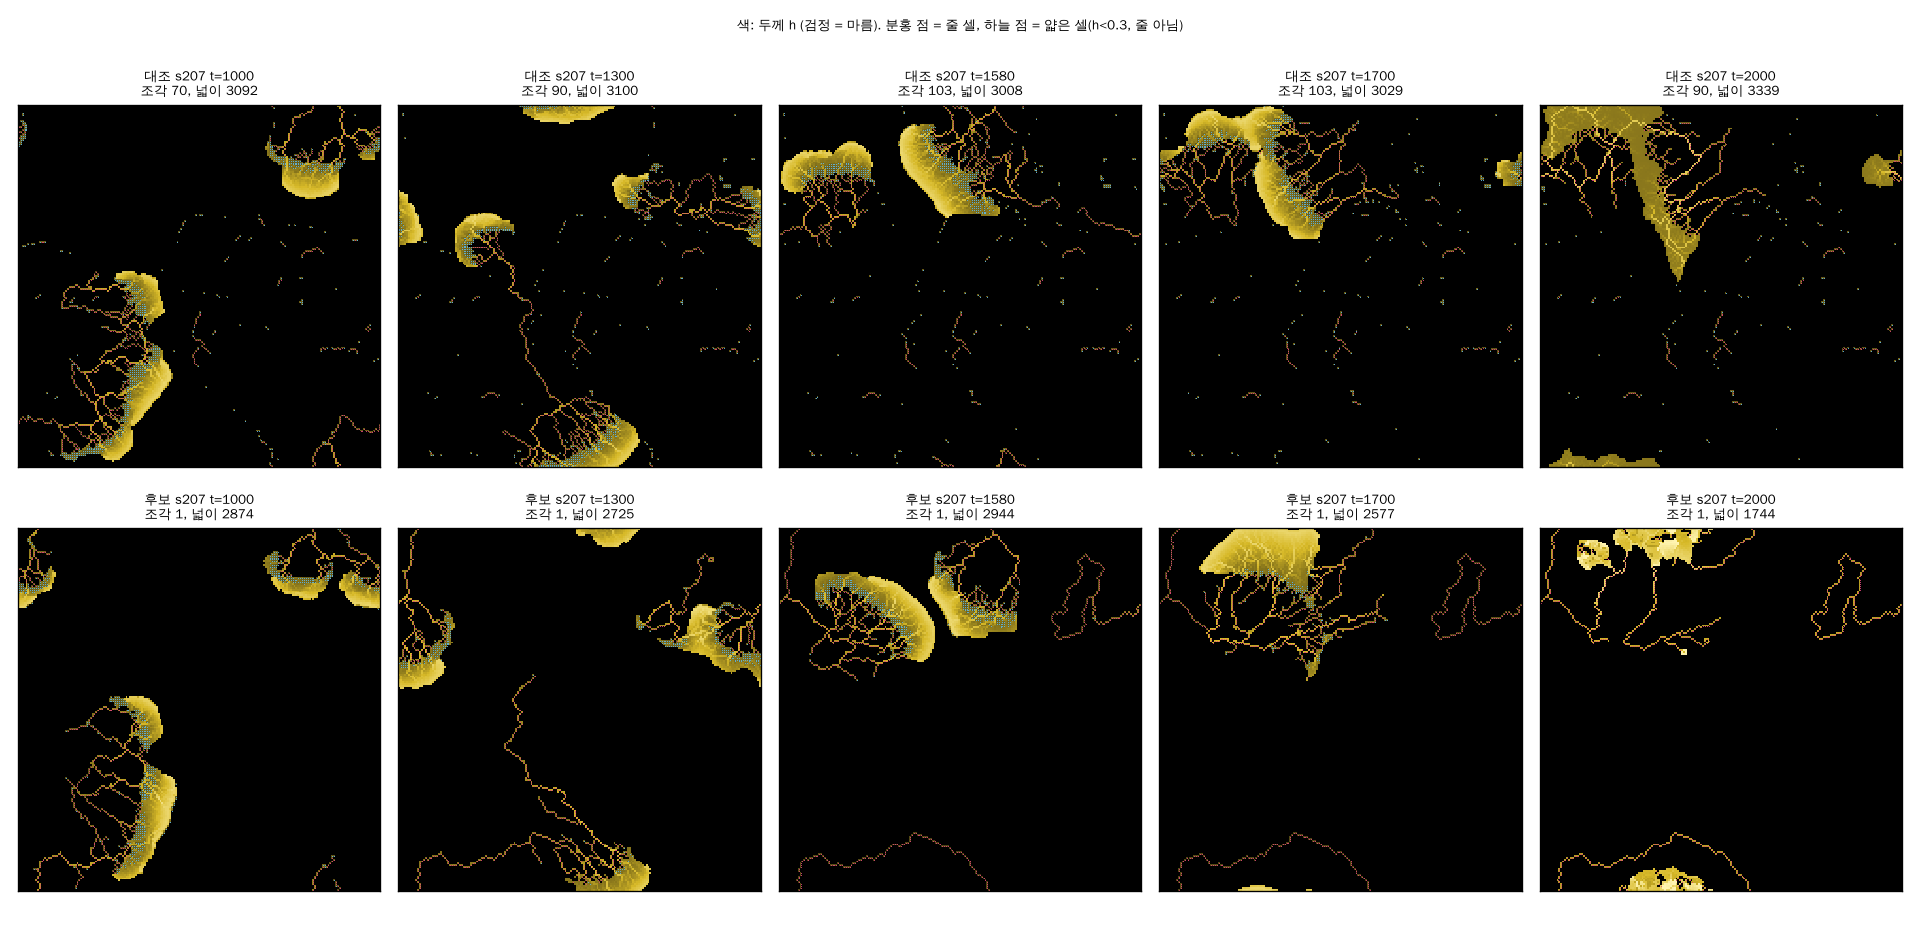 색: 두께 h (검정 = 마름). 분홍 점 = 줄 셀, 하늘 점 = 얇은 셀(h<0.3, 줄 아님)
대조 s207 t=1000
조각 70, 넓이 3092
대조 s207 t=1300
조각 90, 넓이 3100
대조 s207 t=1580
조각 103, 넓이 3008
대조 s207 t=1700
조각 103, 넓이 3029
대조 s207 t=2000
조각 90, 넓이 3339
후보 s207 t=1000
조각 1, 넓이 2874
후보 s207 t=1300
조각 1, 넓이 2725
후보 s207 t=1580
조각 1, 넓이 2944
후보 s207 t=1700
조각 1, 넓이 2577
후보 s207 t=2000
조각 1, 넓이 1744